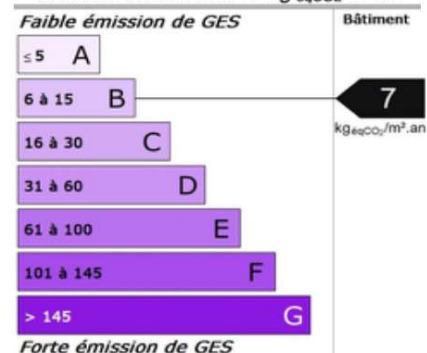 Faible émission de GES
Bâtiment
≤ 5 A
6 à 15 B
7
kgéqCO₂/m².an
16 à 30 C
31 à 60 D
61 à 100 E
101 à 145 F
> 145 G
Forte émission de GES